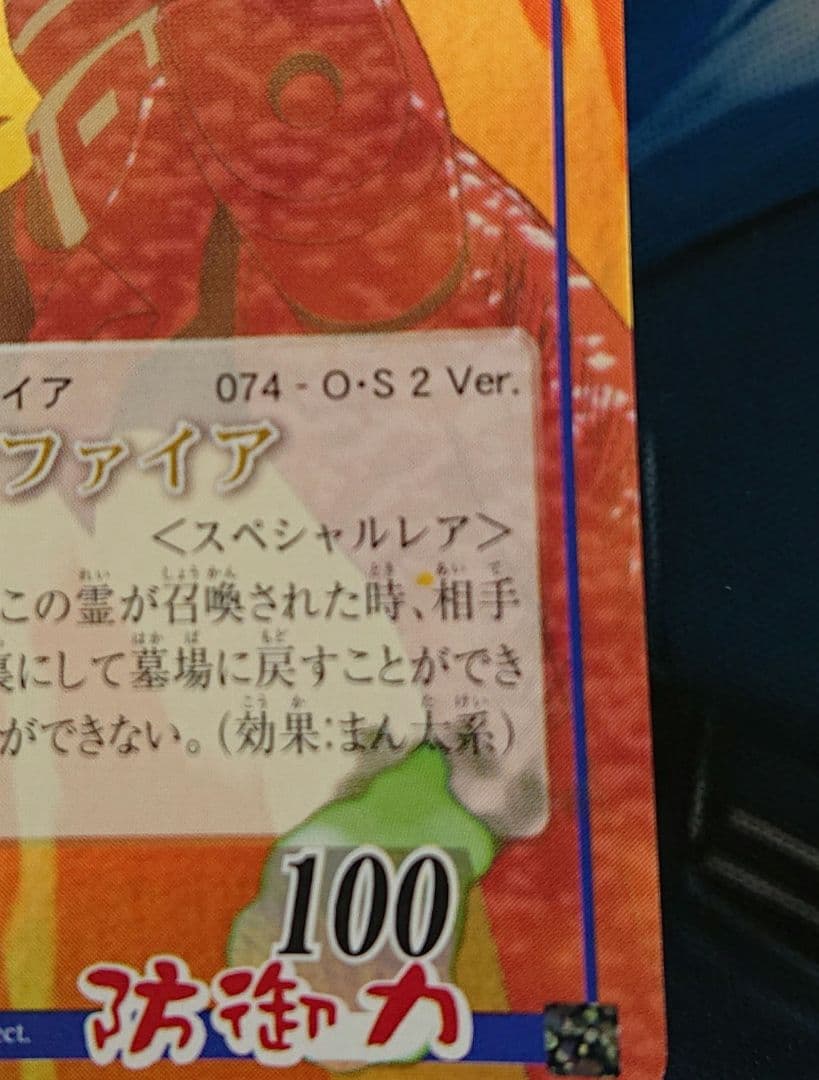 イア 074 - O・S 2 Ver.
ファイア
＜スペシャルレア＞
この霊が召喚された時、相手
裏にして墓場に戻すことができ
ができない。（効果：まん太系）
100
防御力
ect.